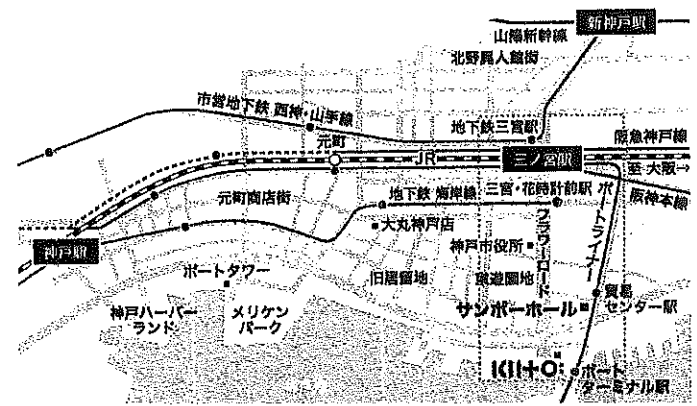 新神戸駅
山陽新幹線
北野異人館街
市営地下鉄 西神・山手線
地下鉄三宮駅
阪急神戸線
元町
JR
三ノ宮駅
至 大阪→
阪神本線
元町商店街
地下鉄 海岸線
三宮・花時計前駅
ポートライナー
大丸神戸店
フラワーロード
神戸市役所
神戸駅
ポートタワー
旧居留地
東遊園地
貿易
センター駅
サンボーホール
神戸ハーバー
ランド
メリケン
パーク
KIITO
ポート
ターミナル駅